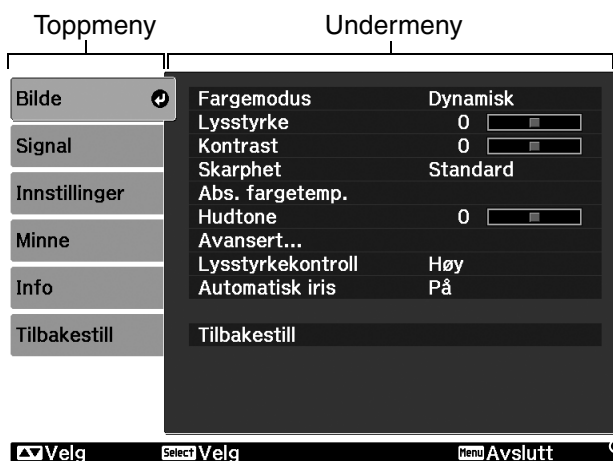 Toppmeny Undermeny
Bilde
Signal
Innstillinger
Minne
Info
Tilbakestill
Fargemodus Dynamisk
Lysstyrke 0
Kontrast 0
Skarphet Standard
Abs. fargetemp.
Hudtone 0
Avansert...
Lysstyrkekontroll Høy
Automatisk iris På
Tilbakestill
Velg Select Velg Menu Avslutt